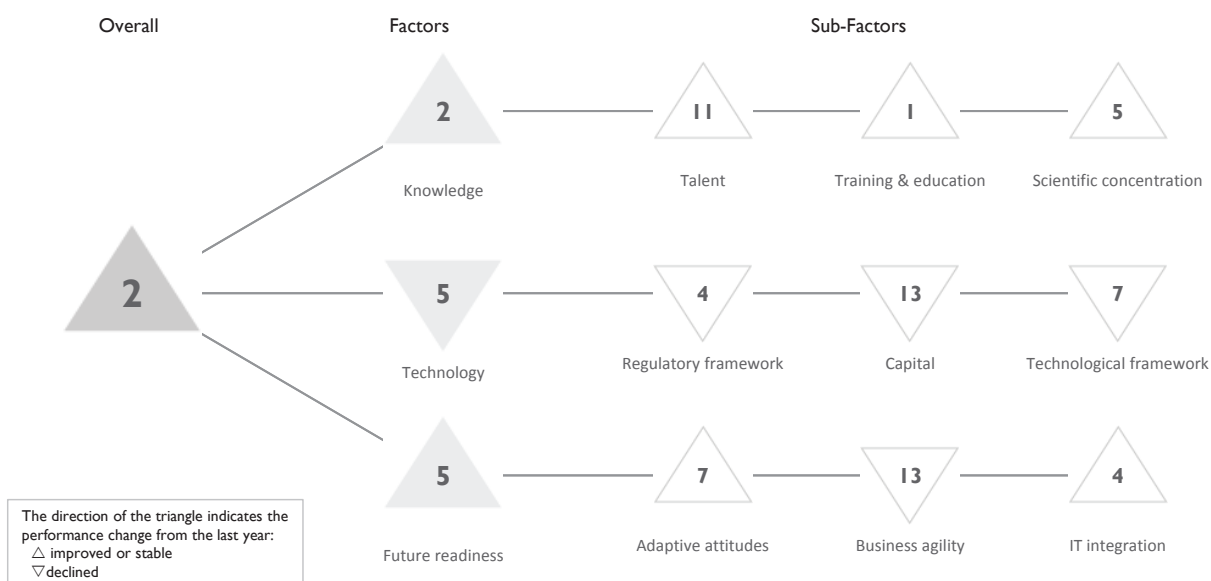 Overall Factors Sub-Factors
2 11 1 5
Knowledge Talent Training & education Scientific concentration
2
5 4 13 7
Technology Regulatory framework Capital Technological framework
5 7 13 4
Future readiness Adaptive attitudes Business agility IT integration
The direction of the triangle indicates the
performance change from the last year:
△ improved or stable
▽ declined